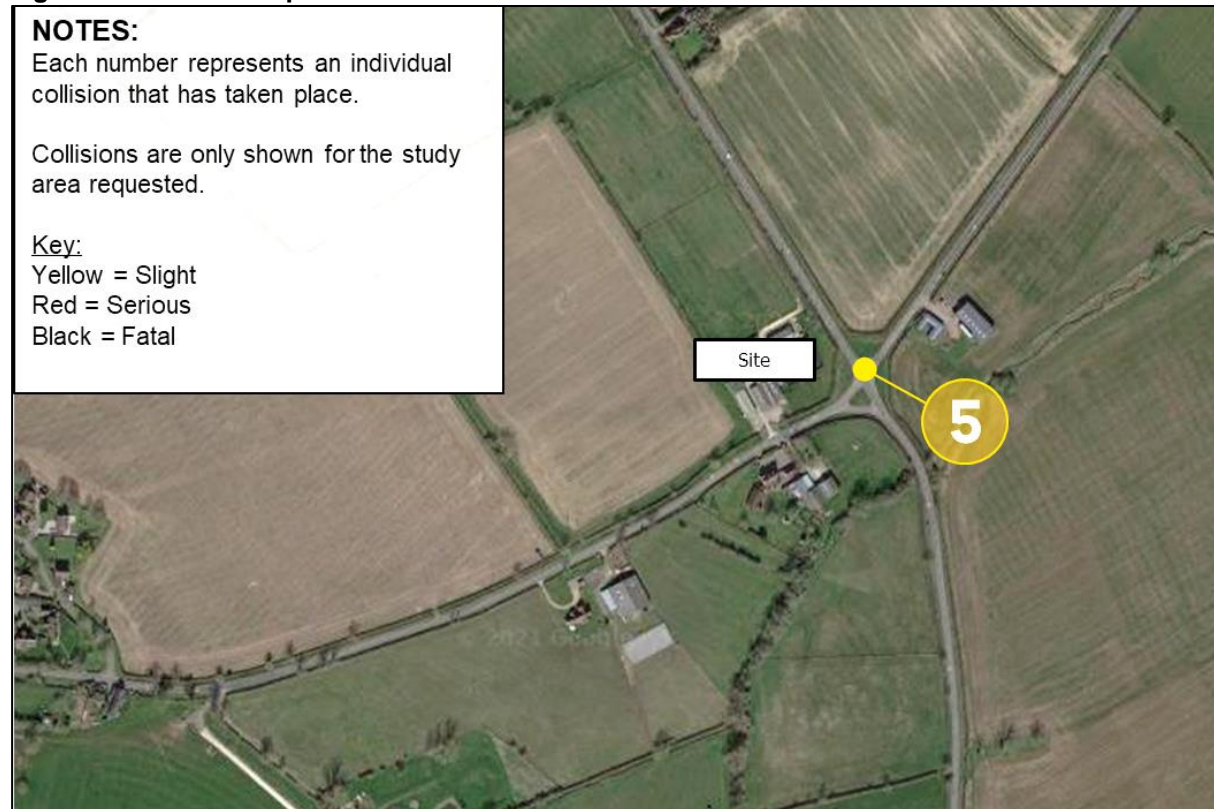 NOTES:
Each number represents an individual
collision that has taken place.
Collisions are only shown for the study
area requested.
Key:
Yellow = Slight
Red = Serious
Black = Fatal
Site
5